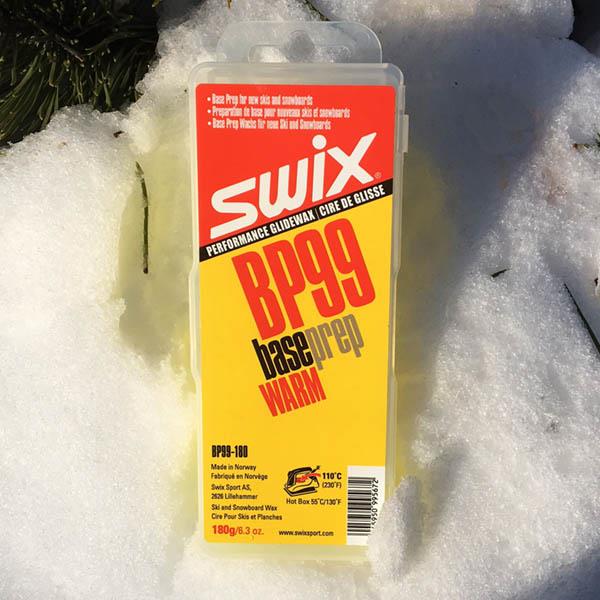 • Base Prep for new skis and snowboards
• Preparation de base pour nouveaux skis et snowboards
• Base Prep Wachs für neue Ski und Snowboards
SWIX®
PERFORMANCE GLIDEWAX | CIRE DE GLISSE
BP99
baseprep
WARM
BP99-180
Made in Norway
Fabriqué en Norvège
Swix Sport AS,
2626 Lillehammer
Ski and Snowboard Wax
Cire Pour Skis et Planches
180g/6.3 oz.
110°C
(230°F)
Hot Box 55°C/130°F
www.swixsport.com